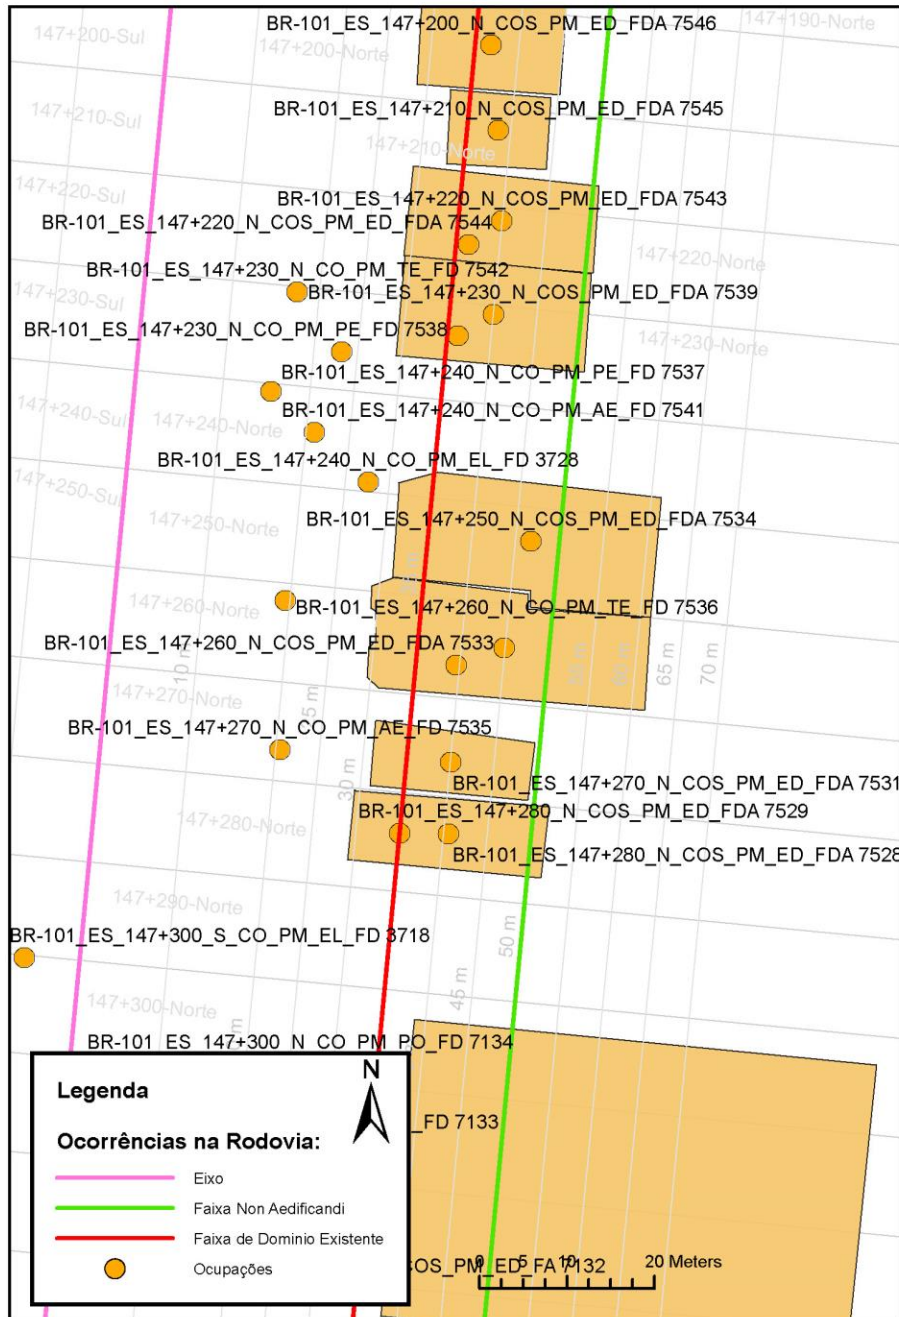 BR-101_ES_147+200_N_COS_PM_ED_FDA 7546
147+190-Norte
147+200-Sul
147+200-Norte
BR-101_ES_147+210_N_COS_PM_ED_FDA 7545
147+210-Sul
147+210-Norte
147+220-Sul
BR-101_ES_147+220_N_COS_PM_ED_FDA 7543
BR-101_ES_147+220_N_COS_PM_ED_FDA 7544
147+220-Norte
BR-101_ES_147+230_N_CO_PM_TE_FD 7542
147+230-Sul
BR-101_ES_147+230_N_COS_PM_ED_FDA 7539
BR-101_ES_147+230_N_CO_PM_PE_FD 7538
147+230-Norte
BR-101_ES_147+240_N_CO_PM_PE_FD 7537
147+240-Sul
147+240-Norte
BR-101_ES_147+240_N_CO_PM_AE_FD 7541
BR-101_ES_147+240_N_CO_PM_EL_FD 3728
147+250-Sul
147+250-Norte
BR-101_ES_147+250_N_COS_PM_ED_FDA 7534
147+260-Norte
BR-101_ES_147+260_N_CO_PM_TE_FD 7536
BR-101_ES_147+260_N_COS_PM_ED_FDA 7533
10 m
55 m
60 m
65 m
70 m
147+270-Norte
BR-101_ES_147+270_N_CO_PM_AE_FD 7535
30 m
BR-101_ES_147+270_N_COS_PM_ED_FDA 7531
BR-101_ES_147+280_N_COS_PM_ED_FDA 7529
147+280-Norte
BR-101_ES_147+280_N_COS_PM_ED_FDA 7528
147+290-Norte
BR-101_ES_147+300_S_CO_PM_EL_FD 3718
50 m
45 m
147+300-Norte
BR-101_ES_147+300_N_CO_PM_PO_FD 7134
N
Legenda
_FD 7133
Ocorrências na Rodovia:
Eixo
Faixa Non Aedificandi
Faixa de Dominio Existente
Ocupações
COS_PM_ED_FA 7132
0 5 10 20 Meters